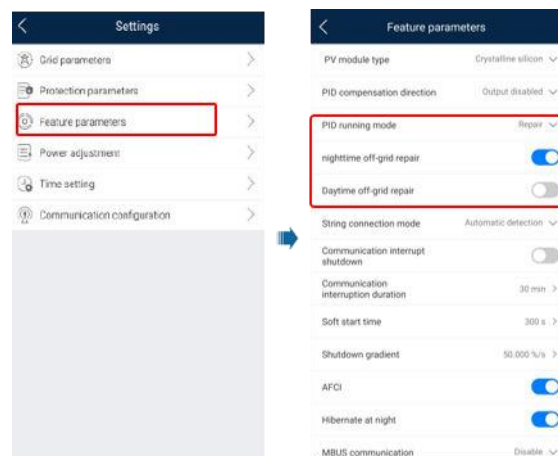 Settings
Grid parameters
Protection parameters
Feature parameters
Power adjustment
Time setting
Communication configuration
Feature parameters
PV module type Crystalline silicon
PID compensation direction Output disabled
PID running mode Repair
nighttime off-grid repair
Daytime off-grid repair
String connection mode Automatic detection
Communication interrupt
shutdown
Communication
interruption duration 30 min
Soft start time 300 s
Shutdown gradient 50.000 %/s
AFCI
Hibernate at night
MBUS communication Disable